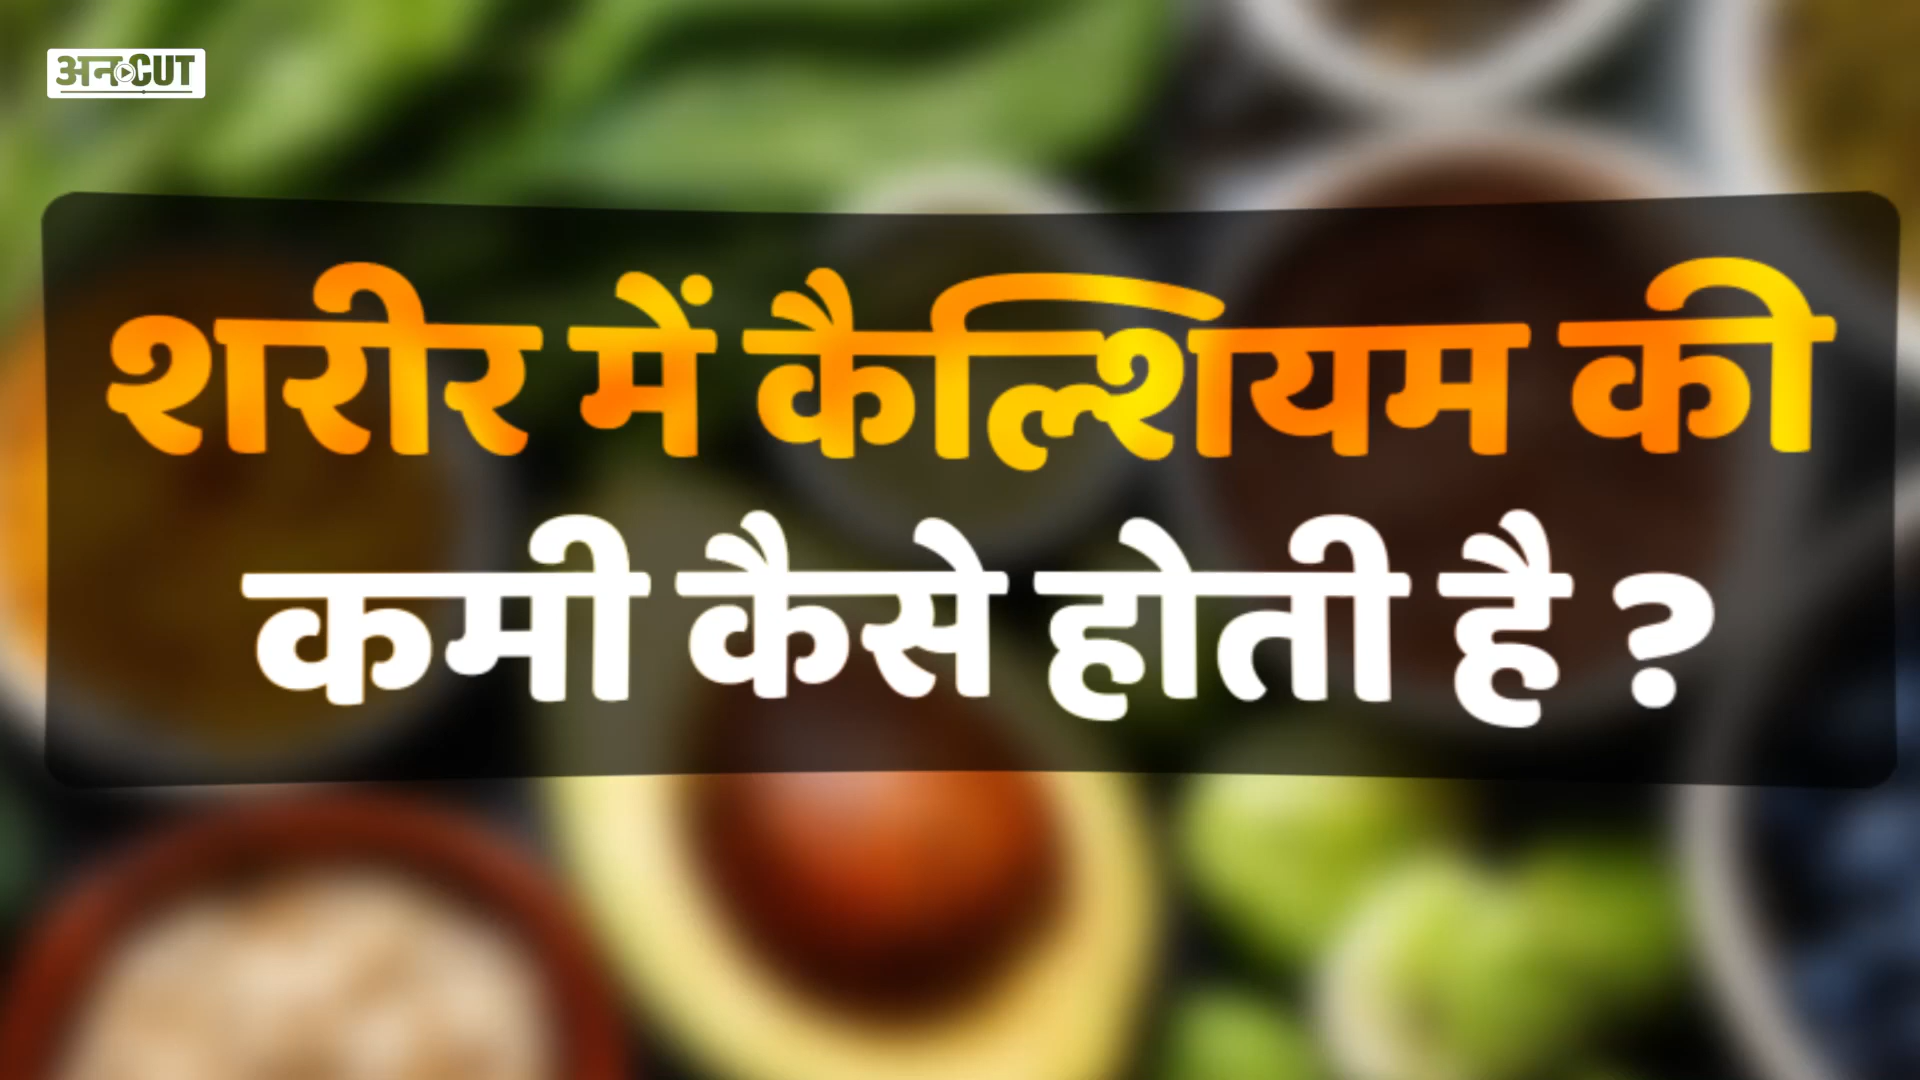 अनCUT
शरीर में कैल्शियम की
कमी कैसे होती है ?